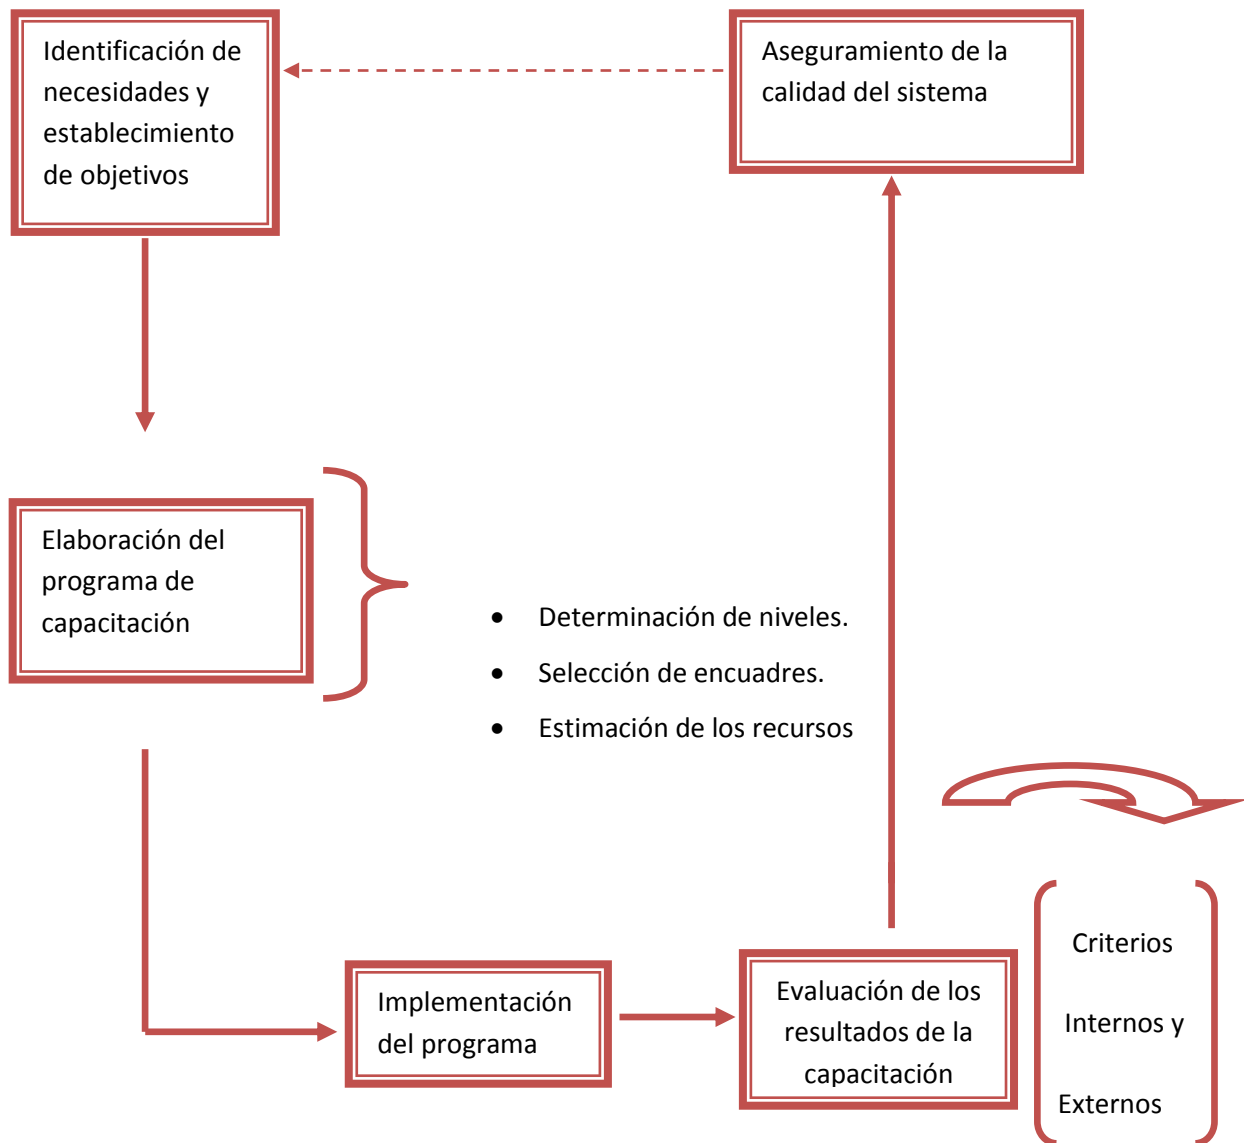 Identificación de
necesidades y
establecimiento
de objetivos
Aseguramiento de la
calidad del sistema
Elaboración del
programa de
capacitación
• Determinación de niveles.
• Selección de encuadres.
• Estimación de los recursos
Implementación
del programa
Evaluación de los
resultados de la
capacitación
Criterios
Internos y
Externos